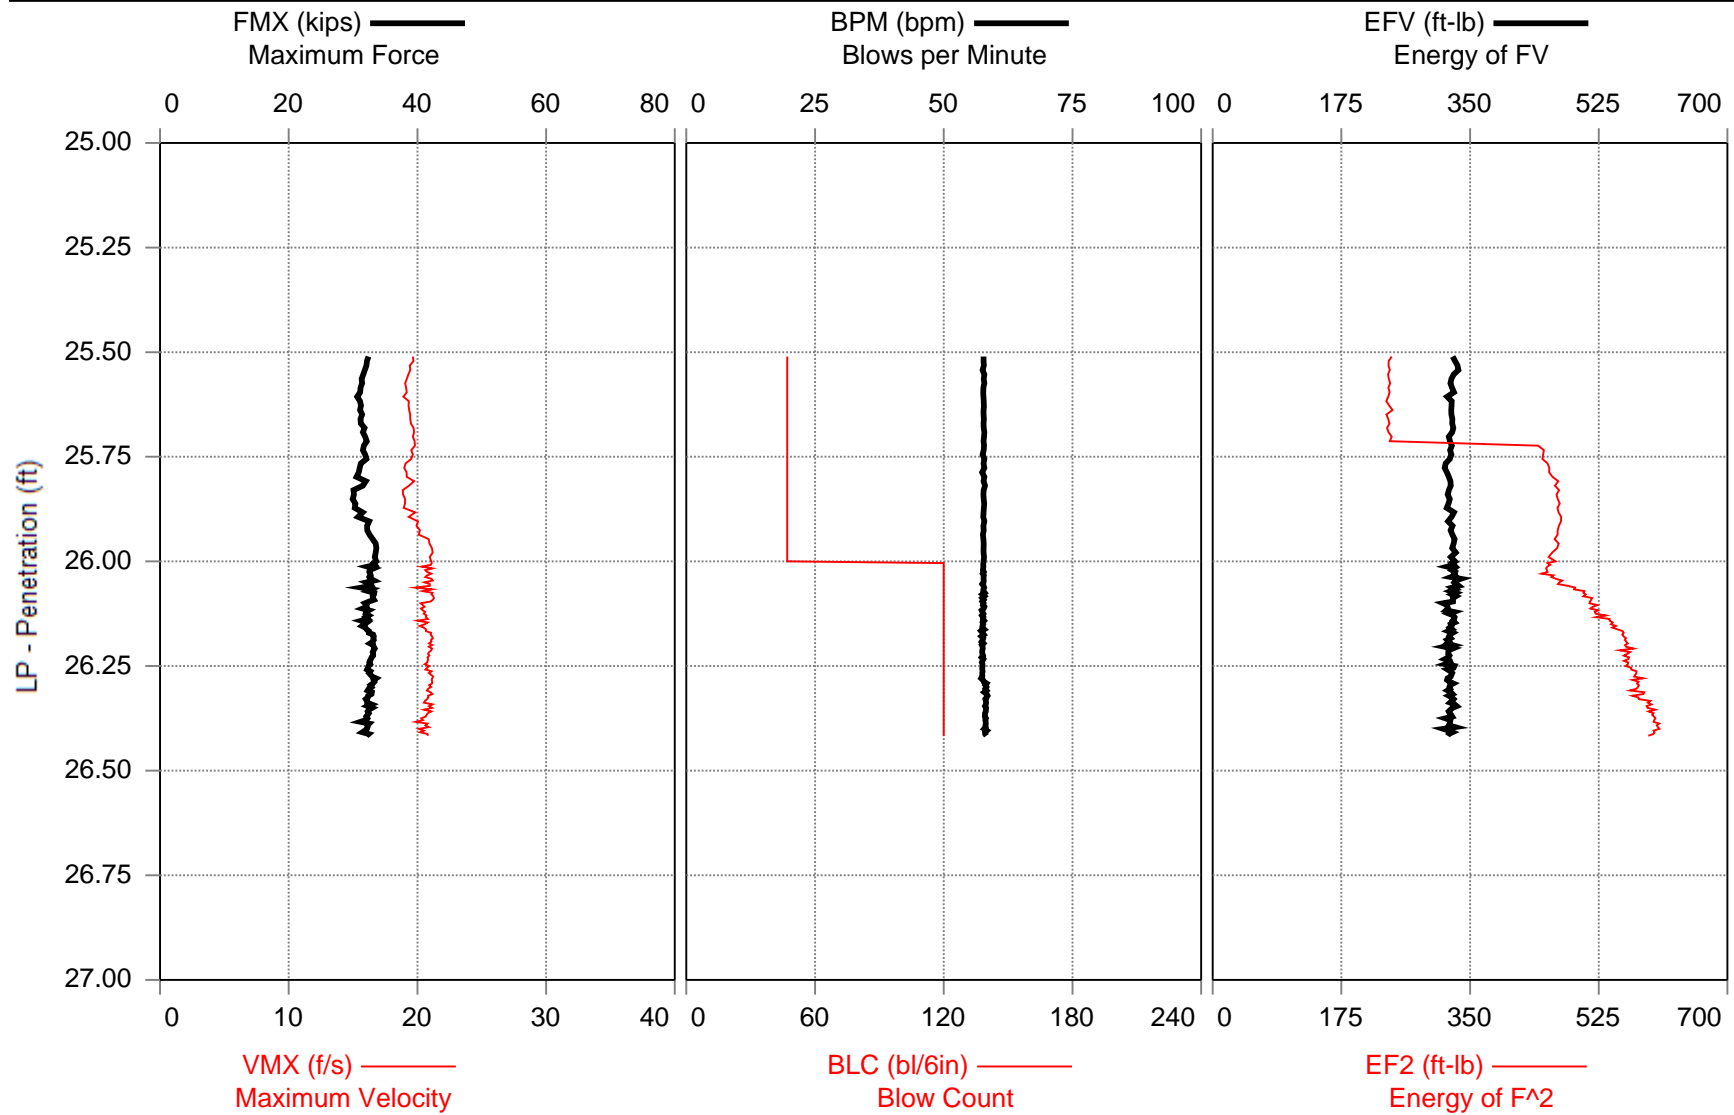 FMX (kips)
Maximum Force
BPM (bpm)
Blows per Minute
EFV (ft-lb)
Energy of FV
0 20 40 60 80
0 25 50 75 100
0 175 350 525 700
25.00
25.25
25.50
25.75
26.00
26.25
26.50
26.75
27.00
LP - Penetration (ft)
0 10 20 30 40
0 60 120 180 240
0 175 350 525 700
VMX (f/s)
Maximum Velocity
BLC (bl/6in)
Blow Count
EF2 (ft-lb)
Energy of F^2